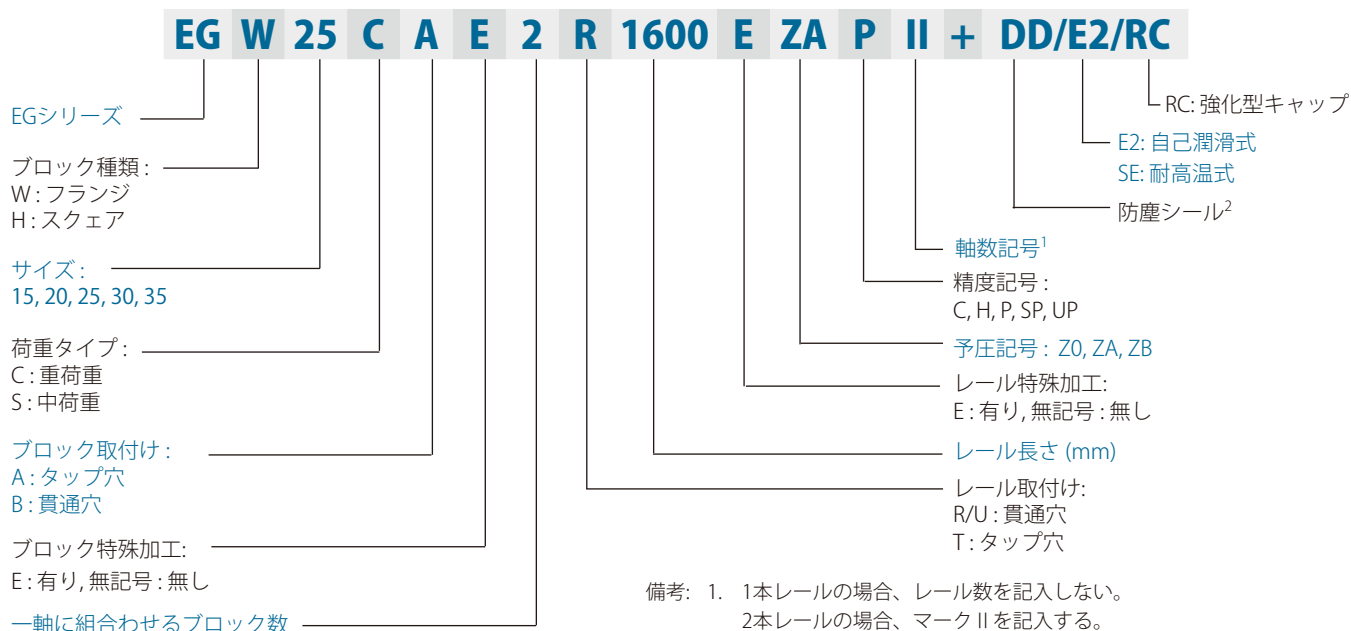 EG W 25 C A E 2 R 1600 E ZA P II + DD/E2/RC
EGシリーズ
ブロック種類 :
W : フランジ
H : スクェア
サイズ :
15, 20, 25, 30, 35
荷重タイプ :
C : 重荷重
S : 中荷重
ブロック取付け :
A : タップ穴
B : 貫通穴
ブロック特殊加工:
E : 有り, 無記号 : 無し
一軸に組合わせるブロック数
RC: 強化型キャップ
E2: 自己潤滑式
SE: 耐高温式
防塵シール2
軸数記号1
精度記号 :
C, H, P, SP, UP
予圧記号 : Z0, ZA, ZB
レール特殊加工:
E : 有り, 無記号 : 無し
レール長さ (mm)
レール取付け:
R/U : 貫通穴
T : タップ穴
備考: 1. 1本レールの場合、レール数を記入しない。
2本レールの場合、マークⅡを記入する。